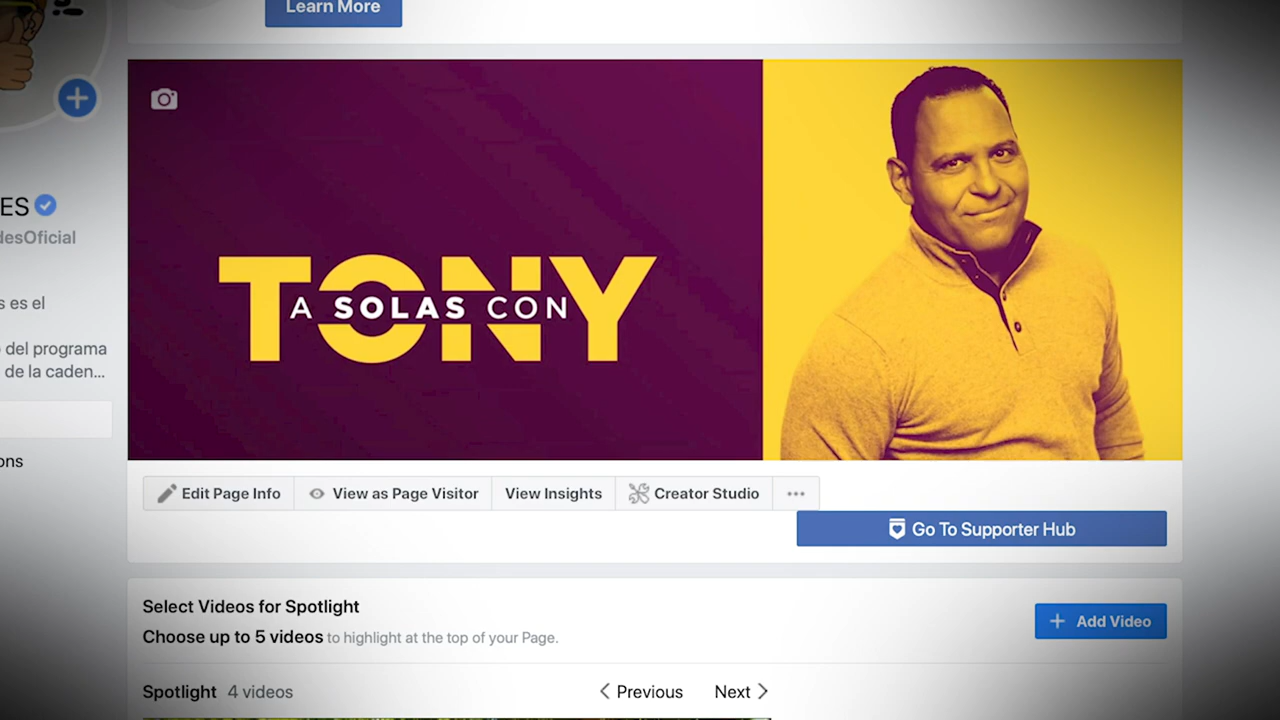 Learn More
ES
desOficial
s es el
del programa
de la caden...
ons
TONY
A SOLAS CON
Edit Page Info
View as Page Visitor
View Insights
Creator Studio
Go To Supporter Hub
Select Videos for Spotlight
Add Video
Choose up to 5 videos to highlight at the top of your Page.
Spotlight 4 videos
Previous
Next